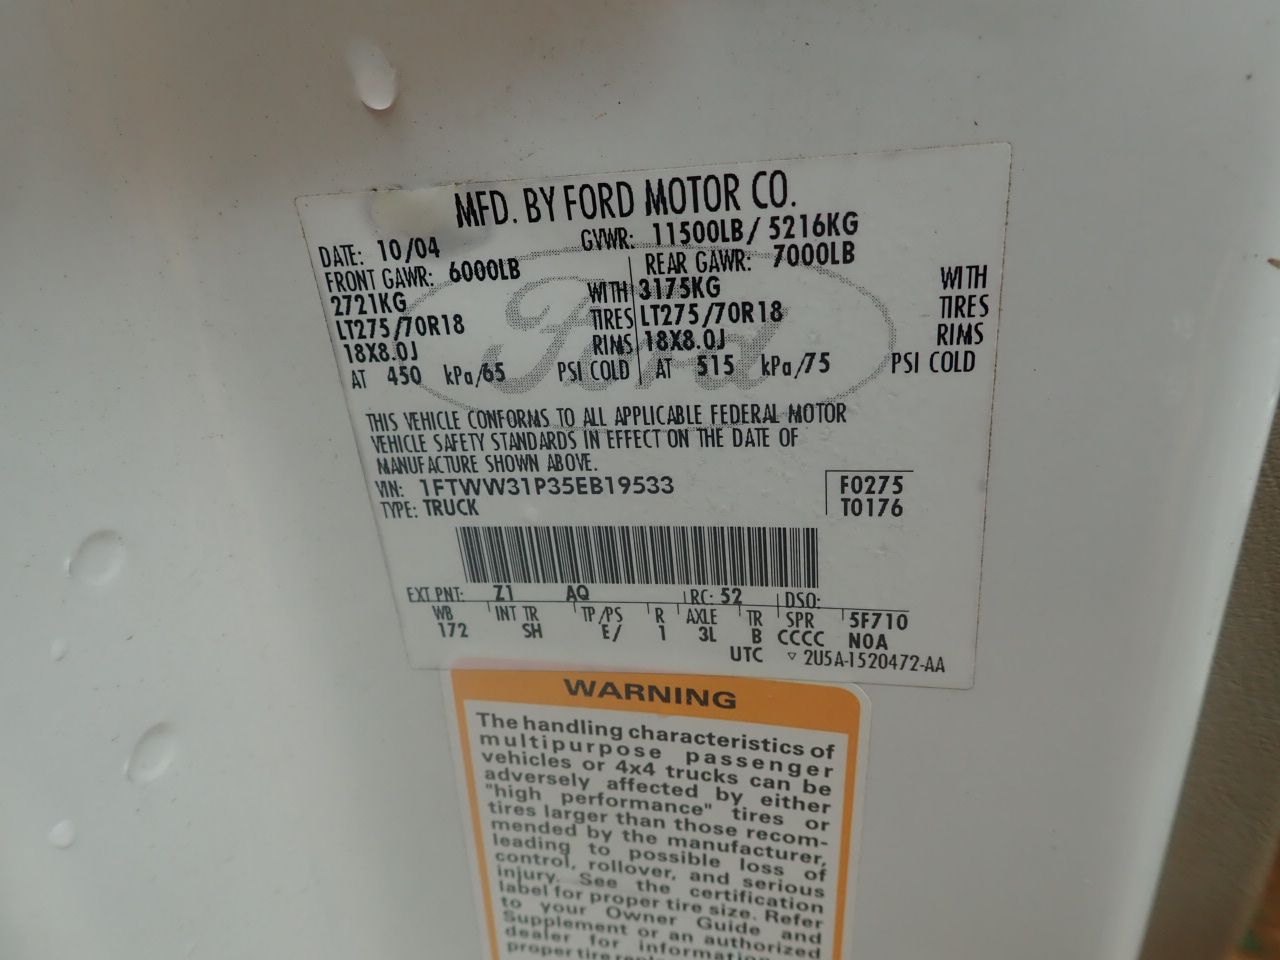 MFD. BY FORD MOTOR CO.
DATE: 10/04 GVWR: 11500LB/ 5216KG
FRONT GAWR: 6000LB REAR GAWR: 7000LB
2721KG WITH 3175KG WITH
LT275/70R18 TIRES LT275/70R18 TIRES
18X8.0J RIMS 18X8.0J RIMS
AT 450 kPa/65 PSI COLD AT 515 kPa/75 PSI COLD
Ford
THIS VEHICLE CONFORMS TO ALL APPLICABLE FEDERAL MOTOR
VEHICLE SAFETY STANDARDS IN EFFECT ON THE DATE OF
MANUFACTURE SHOWN ABOVE.
VIN: 1FTWW31P35EB19533 F0275
TYPE: TRUCK T0176
EXT PNT: Z1 AQ RC: 52 DSO:
WB INT TR TP/PS R AXLE TR SPR 5F710
172 SH E/ 1 3L B CCCC N0A
UTC ▽ 2U5A-1520472-AA
WARNING
The handling characteristics of
multipurpose passenger
vehicles or 4x4 trucks can be
adversely affected by either
"high performance" tires or
tires larger than those recom-
mended by the manufacturer,
leading to possible loss of
control, rollover, and serious
injury. See the certification
label for proper tire size. Refer
to your Owner Guide and
Supplement or an authorized
dealer for information
proper tire